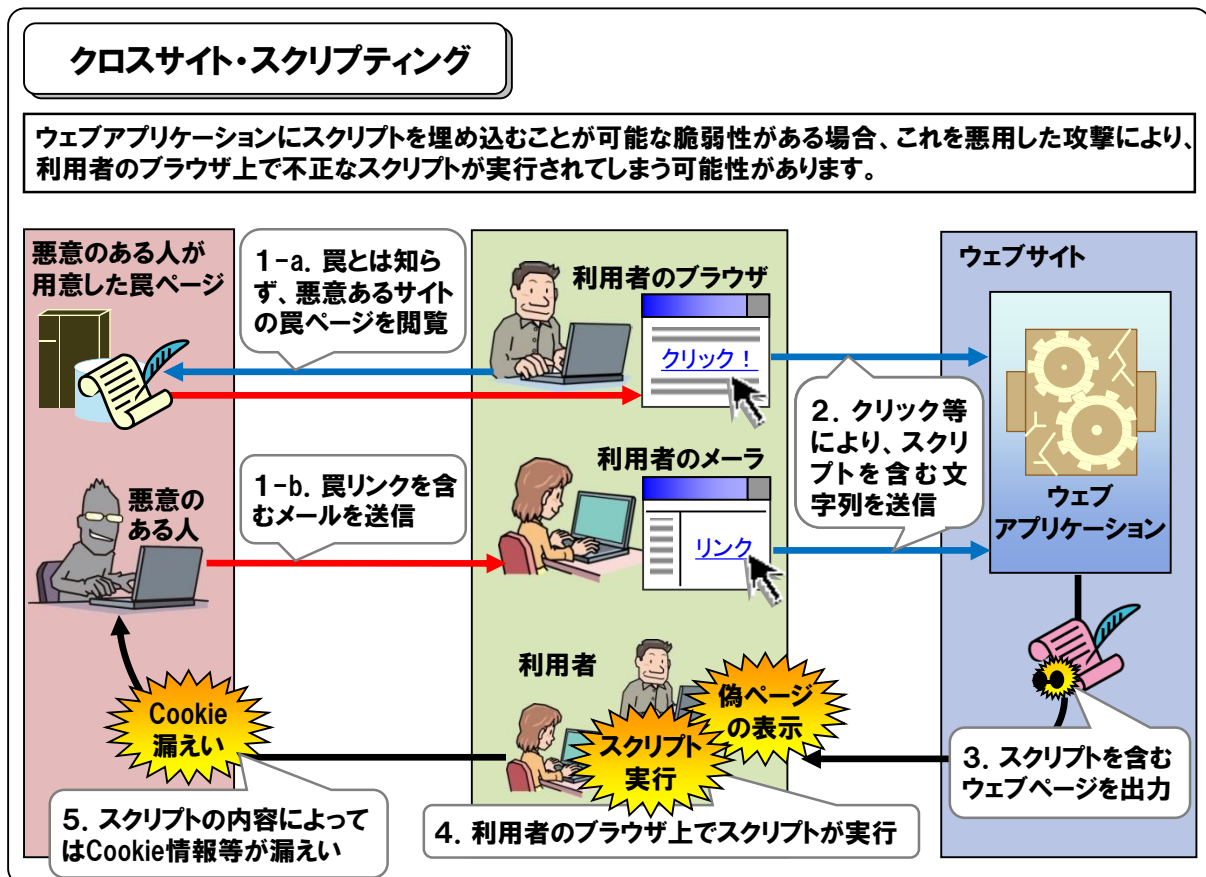 クロスサイト・スクリプティング
ウェブアプリケーションにスクリプトを埋め込むことが可能な脆弱性がある場合、これを悪用した攻撃により、
利用者のブラウザ上で不正なスクリプトが実行されてしまう可能性があります。
悪意のある人が
用意した罠ページ
1-a. 罠とは知ら
ず、悪意あるサイト
の罠ページを閲覧
利用者のブラウザ
クリック！
ウェブサイト
2. クリック等
により、スクリ
プトを含む文
字列を送信
ウェブ
アプリケーション
悪意の
ある人
1-b. 罠リンクを含
むメールを送信
利用者のメーラ
リンク
利用者
偽ページ
の表示
スクリプト
実行
Cookie
漏えい
3. スクリプトを含む
ウェブページを出力
4. 利用者のブラウザ上でスクリプトが実行
5. スクリプトの内容によって
はCookie情報等が漏えい